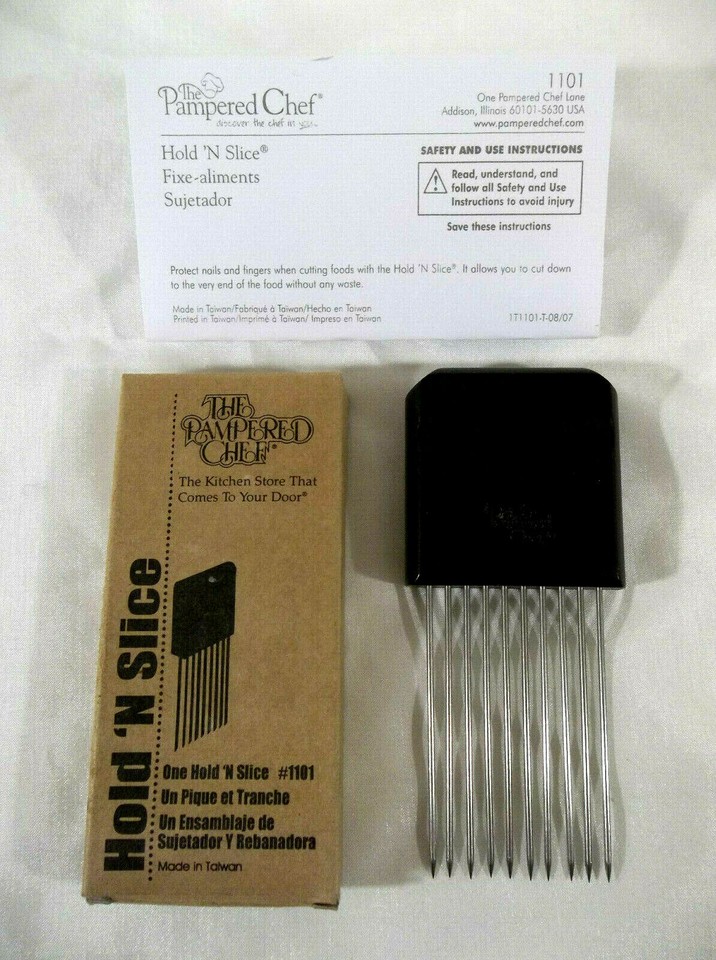 The
Pampered Chef®
discover the chef in you™
1101
One Pampered Chef Lane
Addison, Illinois 60101-5630 USA
www.pamperedchef.com
Hold 'N Slice®
Fixe-aliments
Sujetador
SAFETY AND USE INSTRUCTIONS
Read, understand, and
follow all Safety and Use
Instructions to avoid injury
Save these instructions
Protect nails and fingers when cutting foods with the Hold 'N Slice®. It allows you to cut down
to the very end of the food without any waste.
Made in Taiwan/Fabriqué à Taïwan/Hecho en Taiwan
Printed in Taiwan/Imprimé à Taïwan/ Impreso en Taiwan
1T1101-T-08/07
THE
PAMPERED
CHEF®
The Kitchen Store That
Comes To Your Door®
Hold 'N Slice
One Hold 'N Slice #1101
Un Pique et Tranche
Un Ensamblaje de
Sujetador Y Rebanadora
Made in Taiwan